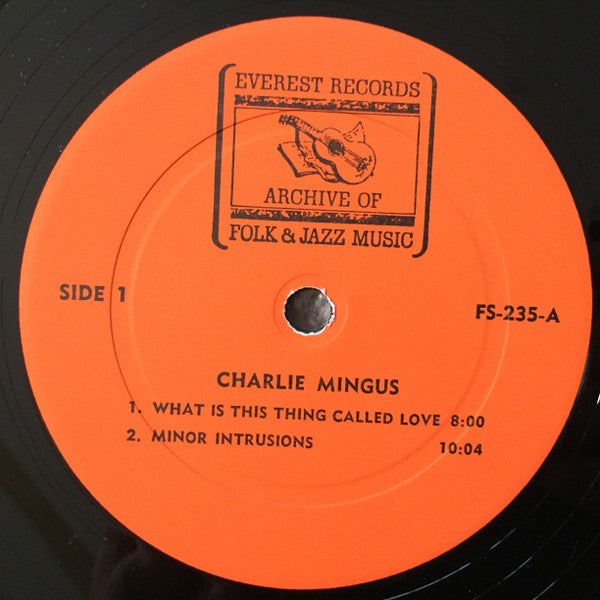 EVEREST RECORDS
ARCHIVE OF
FOLK & JAZZ MUSIC
SIDE 1
FS-235-A
CHARLIE MINGUS
1. WHAT IS THIS THING CALLED LOVE 8:00
2. MINOR INTRUSIONS 10:04